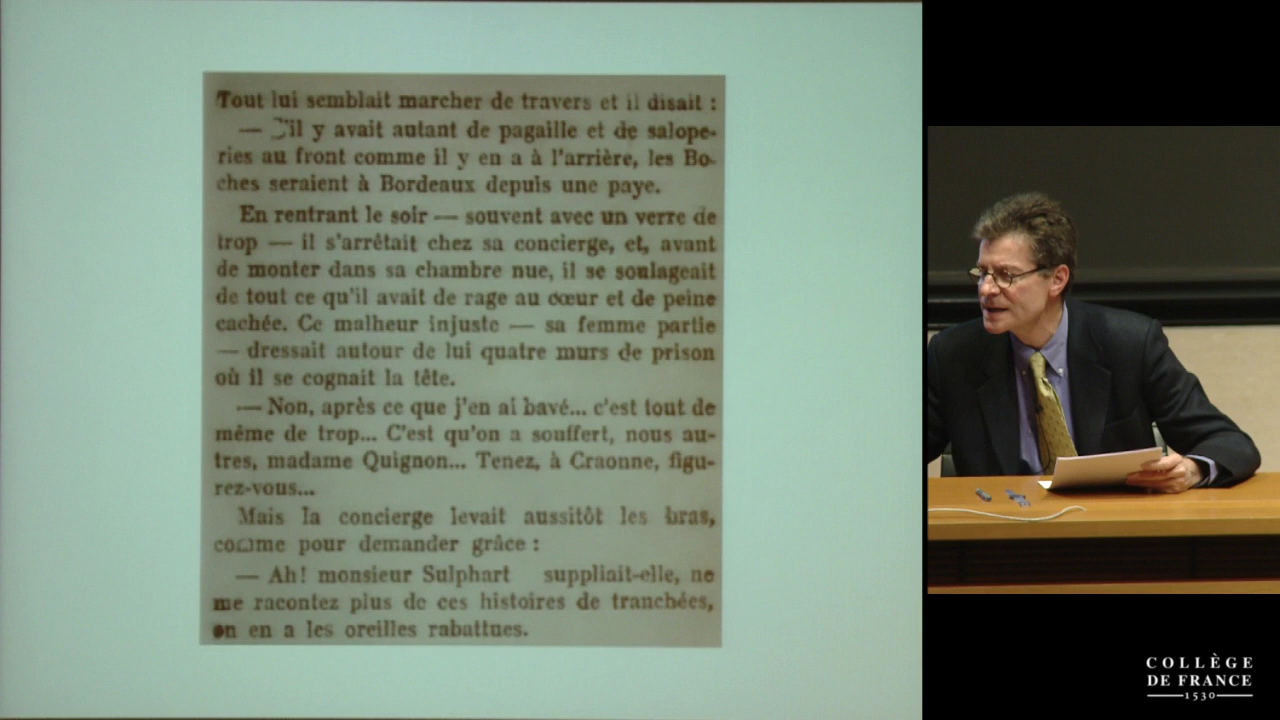 Tout lui semblait marcher de travers et il disait :
— S'il y avait autant de pagaille et de salope-
ries au front comme il y en a à l'arrière, les Bo-
ches seraient à Bordeaux depuis une paye.
En rentrant le soir — souvent avec un verre de
trop — il s'arrêtait chez sa concierge, et, avant
de monter dans sa chambre nue, il se soulageait
de tout ce qu'il avait de rage au cœur et de peine
cachée. Ce malheur injuste — sa femme partie
— dressait autour de lui quatre murs de prison
où il se cognait la tête.
— Non, après ce que j'en ai bavé... c'est tout de
même de trop... C'est qu'on a souffert, nous au-
tres, madame Quignon... Tenez, à Craonne, figu-
rez-vous...
Mais la concierge levait aussitôt les bras,
comme pour demander grâce :
— Ah! monsieur Sulphart suppliait-elle, ne
me racontez plus de ces histoires de tranchées,
on en a les oreilles rabattues.
COLLÈGE
DE FRANCE
1530